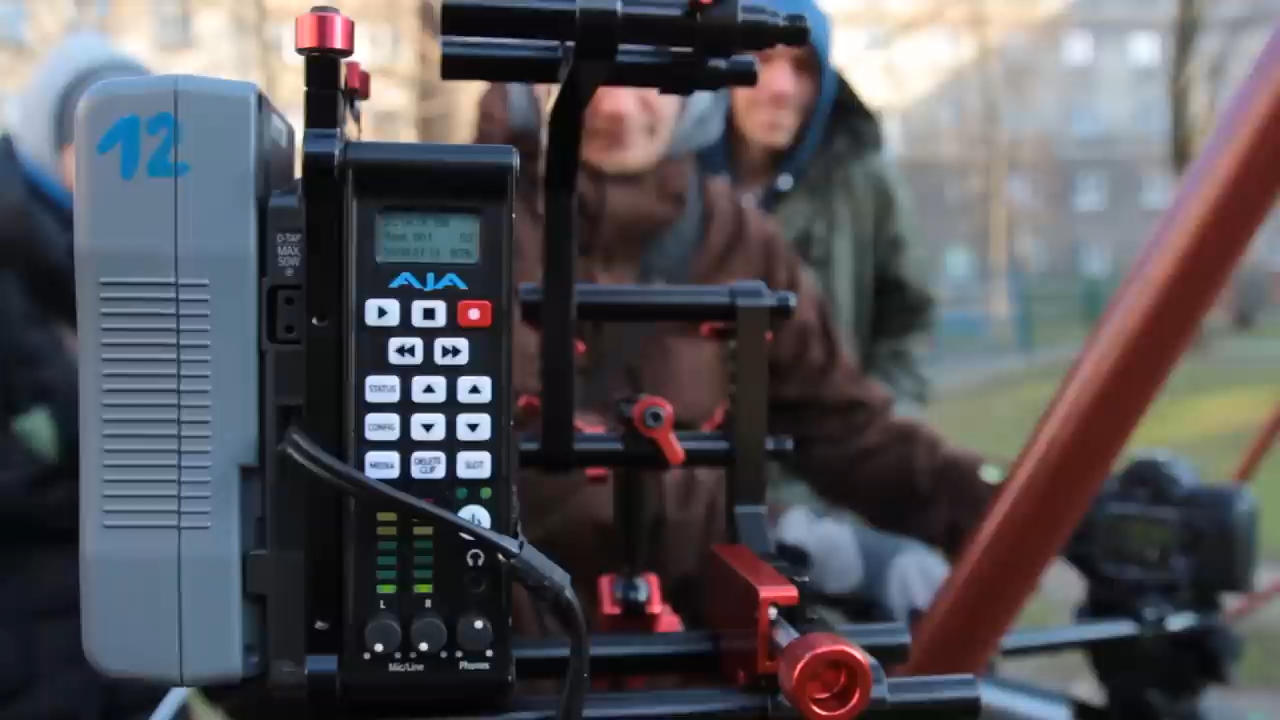 12
D-TAP
MAX
50W
AJA
STATUS
CONFIG
MEDIA
DELETE
CLIP
SLOT
L R
Mic/Line
Phones